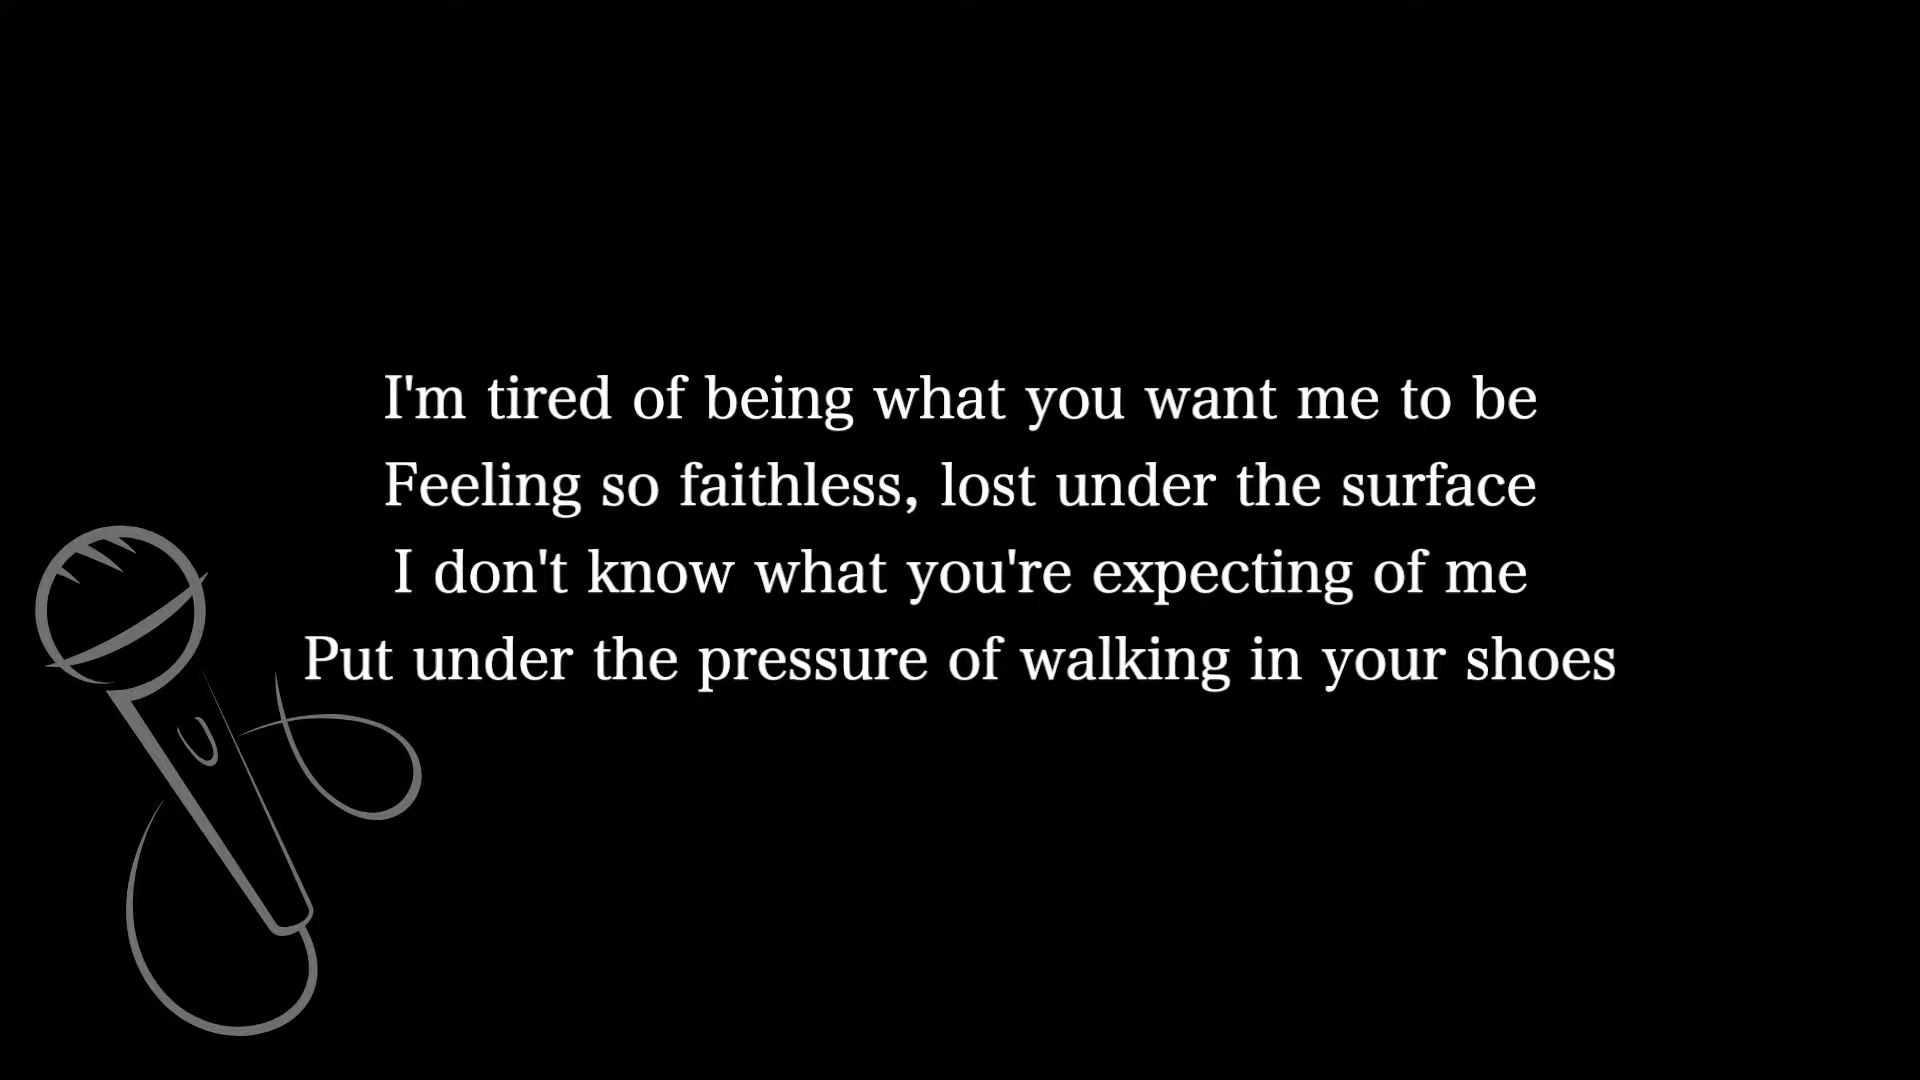 I'm tired of being what you want me to be
Feeling so faithless, lost under the surface
I don't know what you're expecting of me
Put under the pressure of walking in your shoes